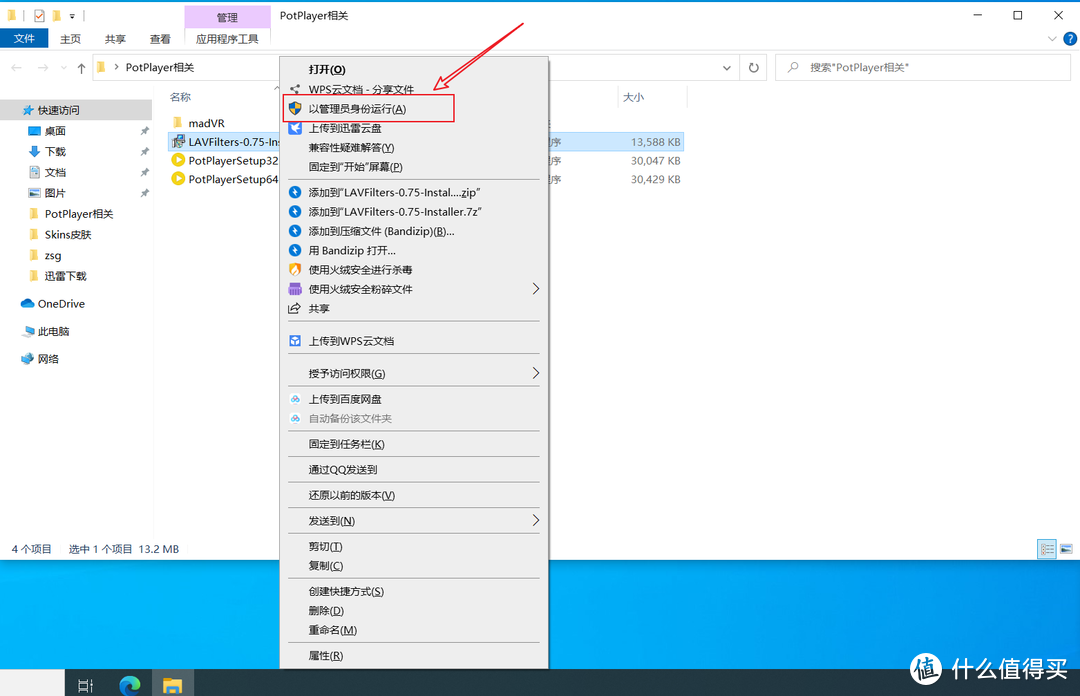 管理
PotPlayer相关
文件
主页
共享
查看
应用程序工具
PotPlayer相关
搜索"PotPlayer相关"
快速访问
桌面
下载
文档
图片
PotPlayer相关
Skins皮肤
zsg
迅雷下载
OneDrive
此电脑
网络
名称
大小
madVR
LAVFilters-0.75-Ins
序
13,588 KB
PotPlayerSetup32
序
30,047 KB
PotPlayerSetup64
序
30,429 KB
打开(O)
WPS云文档 - 分享文件
以管理员身份运行(A)
上传到迅雷云盘
兼容性疑难解答(Y)
固定到"开始"屏幕(P)
添加到"LAVFilters-0.75-Instal....zip"
添加到"LAVFilters-0.75-Installer.7z"
添加到压缩文件 (Bandizip)(B)...
用 Bandizip 打开...
使用火绒安全进行杀毒
使用火绒安全粉碎文件
共享
上传到WPS云文档
授予访问权限(G)
上传到百度网盘
自动备份该文件夹
固定到任务栏(K)
通过QQ发送到
还原以前的版本(V)
发送到(N)
剪切(T)
复制(C)
创建快捷方式(S)
删除(D)
重命名(M)
属性(R)
4 个项目
选中 1 个项目 13.2 MB
值 什么值得买